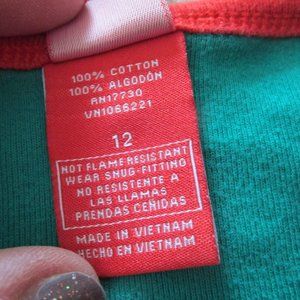 100% COTTON
100% ALGODÓN
RN17730
VN1066221
12
NOT FLAME RESISTANT
WEAR SNUG-FITTING
NO RESISTENTE A
LAS LLAMAS
PRENDAS CEÑIDAS
MADE IN VIETNAM
HECHO EN VIETNAM